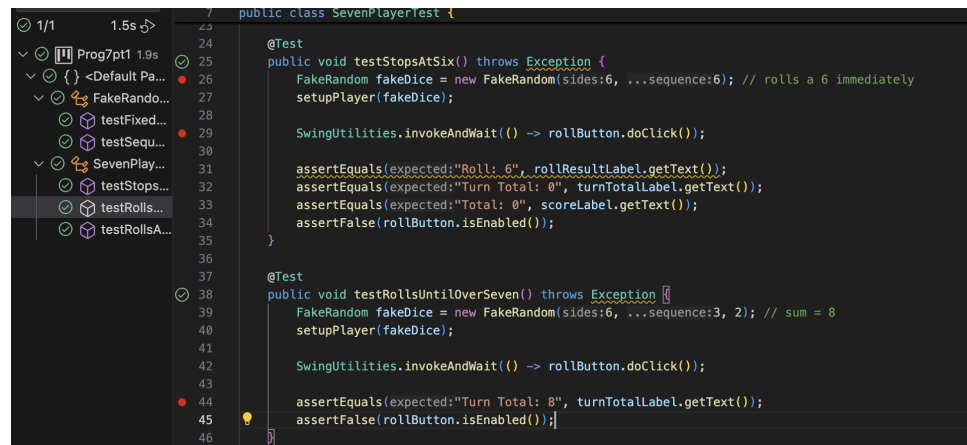 1/1 1.5s
Prog7pt1 1.9s
{ } <Default Pa...
FakeRando...
testFixed...
testSequ...
SevenPlay...
testStops...
testRolls...
testRollsA...
7 public class SevenPlayerTest {
23
24 @Test
25 public void testStopsAtSix() throws Exception {
26 FakeRandom fakeDice = new FakeRandom(sides:6, ...sequence:6); // rolls a 6 immediately
27 setupPlayer(fakeDice);
28
29 SwingUtilities.invokeAndWait(() -> rollButton.doClick());
30
31 assertEquals(expected:"Roll: 6", rollResultLabel.getText());
32 assertEquals(expected:"Turn Total: 0", turnTotalLabel.getText());
33 assertEquals(expected:"Total: 0", scoreLabel.getText());
34 assertFalse(rollButton.isEnabled());
35 }
36
37 @Test
38 public void testRollsUntilOverSeven() throws Exception {
39 FakeRandom fakeDice = new FakeRandom(sides:6, ...sequence:3, 2); // sum = 8
40 setupPlayer(fakeDice);
41
42 SwingUtilities.invokeAndWait(() -> rollButton.doClick());
43
44 assertEquals(expected:"Turn Total: 8", turnTotalLabel.getText());
45 assertFalse(rollButton.isEnabled());
46 }